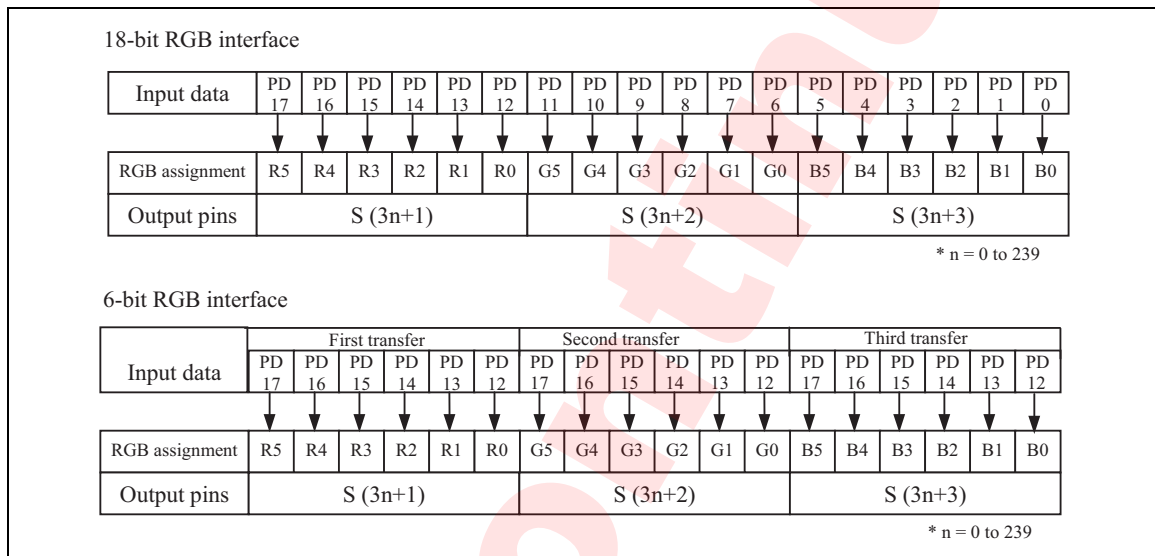 18-bit RGB interface
Input data PD 17 PD 16 PD 15 PD 14 PD 13 PD 12 PD 11 PD 10 PD 9 PD 8 PD 7 PD 6 PD 5 PD 4 PD 3 PD 2 PD 1 PD 0
RGB assignment R5 R4 R3 R2 R1 R0 G5 G4 G3 G2 G1 G0 B5 B4 B3 B2 B1 B0
Output pins S (3n+1) S (3n+2) S (3n+3)
* n = 0 to 239
6-bit RGB interface
First transfer Second transfer Third transfer
Input data PD 17 PD 16 PD 15 PD 14 PD 13 PD 12 PD 17 PD 16 PD 15 PD 14 PD 13 PD 12 PD 17 PD 16 PD 15 PD 14 PD 13 PD 12
RGB assignment R5 R4 R3 R2 R1 R0 G5 G4 G3 G2 G1 G0 B5 B4 B3 B2 B1 B0
Output pins S (3n+1) S (3n+2) S (3n+3)
* n = 0 to 239